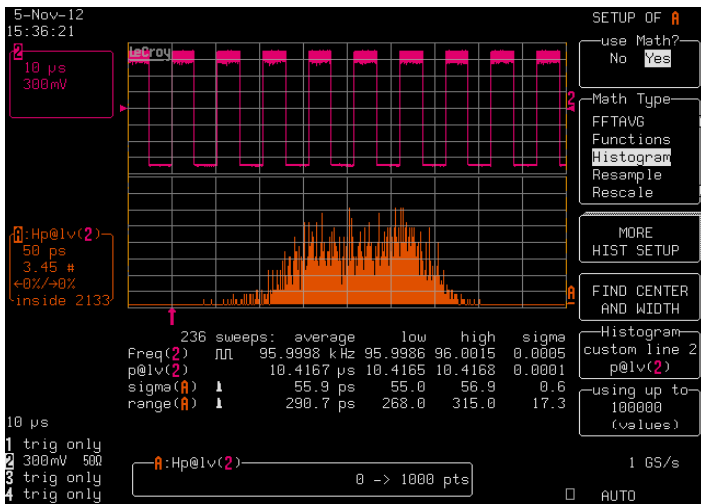 5-Nov-12
15:36:21
2
10 µs
300mV
LeCroy
2
A:Hp@lv(2)
50 ps
3.45 #
←0%/→0%
inside 2133
A
236 sweeps: average low high sigma
freq(2) 95.9998 kHz 95.9986 96.0015 0.0005
p@lv(2) 10.4167 µs 10.4165 10.4168 0.0001
sigma(A) 55.9 ps 55.0 56.9 0.6
range(A) 290.7 ps 268.0 315.0 17.3
10 µs
1 trig only
2 300mV 50Ω
3 trig only
4 trig only
A:Hp@lv(2)
0 -> 1000 pts
SETUP OF A
use Math?
No Yes
Math Type
FFTAVG
Functions
Histogram
Resample
Rescale
MORE
HIST SETUP
FIND CENTER
AND WIDTH
Histogram
custom line 2
p@lv(2)
using up to
100000
(values)
1 GS/s
AUTO